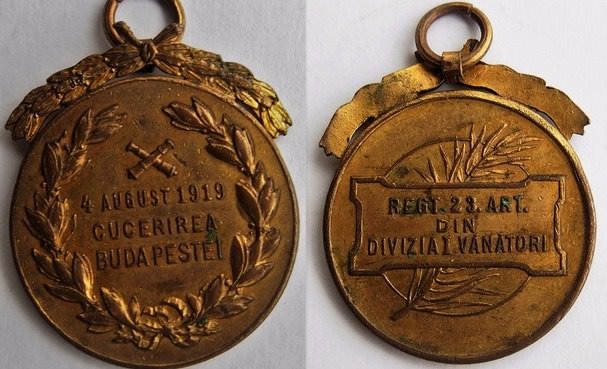 4 AUGUST 1919
CUCERIREA
BUDAPESTEI
REGT. 23. ART.
DIN
DIVIZIA I VÂNĂTORI